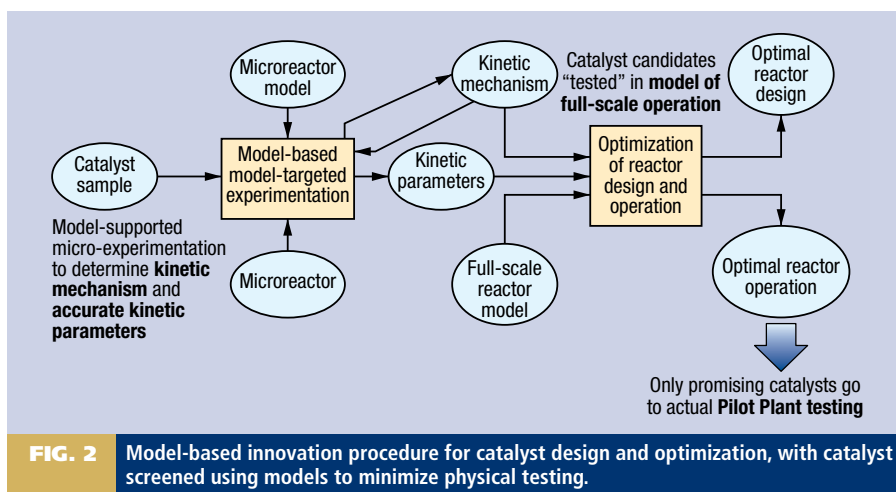 Microreactor
model
Kinetic
mechanism
Catalyst candidates
“tested” in model of
full-scale operation
Optimal
reactor
design
Catalyst
sample
Model-based
model-targeted
experimentation
Kinetic
parameters
Optimization
of reactor
design and
operation
Model-supported
micro-experimentation
to determine kinetic
mechanism and
accurate kinetic
parameters
Microreactor
Full-scale
reactor
model
Optimal reactor
operation
Only promising catalysts go
to actual Pilot Plant testing
FIG. 2
Model-based innovation procedure for catalyst design and optimization, with catalyst
screened using models to minimize physical testing.